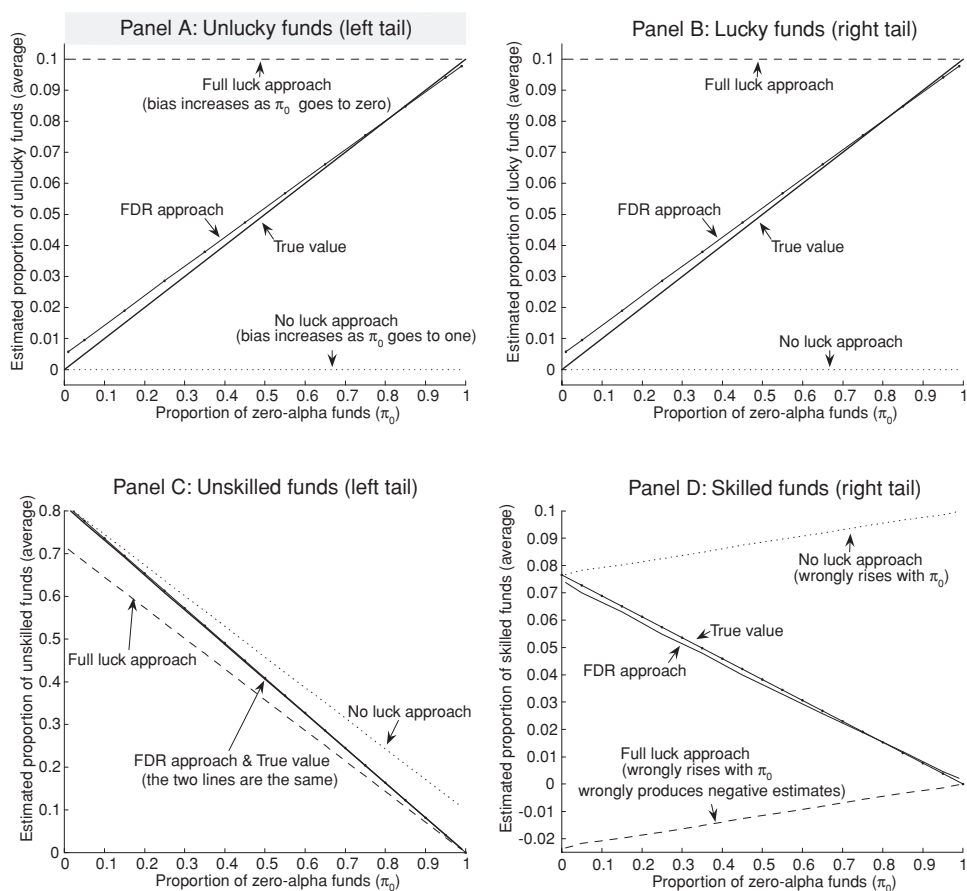 Panel A: Unlucky funds (left tail)
Estimated proportion of unlucky funds (average)
0.1
0.09
0.08
0.07
0.06
0.05
0.04
0.03
0.02
0.01
0
Full luck approach
(bias increases as π0 goes to zero)
FDR approach
True value
No luck approach
(bias increases as π0 goes to one)
0 0.1 0.2 0.3 0.4 0.5 0.6 0.7 0.8 0.9 1
Proportion of zero-alpha funds (π0)
Panel B: Lucky funds (right tail)
Estimated proportion of lucky funds (average)
0.1
0.09
0.08
0.07
0.06
0.05
0.04
0.03
0.02
0.01
0
Full luck approach
FDR approach
True value
No luck approach
0 0.1 0.2 0.3 0.4 0.5 0.6 0.7 0.8 0.9 1
Proportion of zero-alpha funds (π0)
Panel C: Unskilled funds (left tail)
Estimated proportion of unskilled funds (average)
0.8
0.7
0.6
0.5
0.4
0.3
0.2
0.1
0
Full luck approach
No luck approach
FDR approach & True value
(the two lines are the same)
0 0.1 0.2 0.3 0.4 0.5 0.6 0.7 0.8 0.9 1
Proportion of zero-alpha funds (π0)
Panel D: Skilled funds (right tail)
Estimated proportion of skilled funds (average)
0.1
0.09
0.08
0.07
0.06
0.05
0.04
0.03
0.02
0.01
0
-0.01
-0.02
No luck approach
(wrongly rises with π0)
True value
FDR approach
Full luck approach
(wrongly rises with π0
wrongly produces negative estimates)
0 0.1 0.2 0.3 0.4 0.5 0.6 0.7 0.8 0.9 1
Proportion of zero-alpha funds (π0)